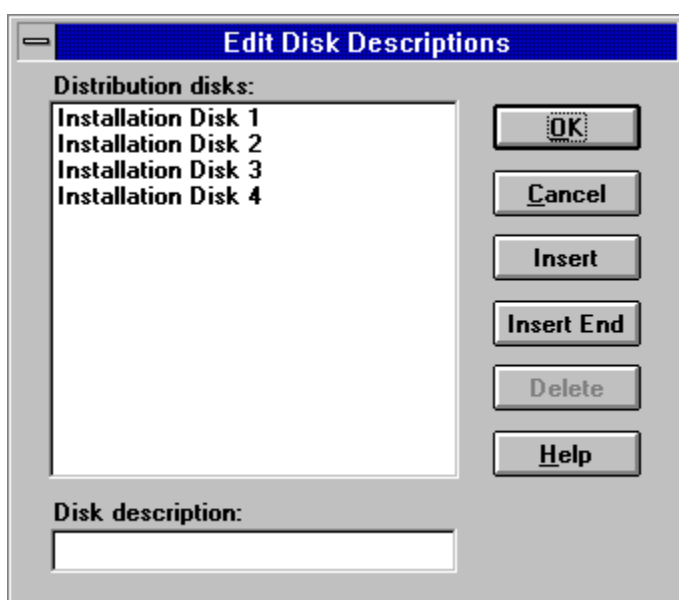 Edit Disk Descriptions
Distribution disks:
Installation Disk 1
Installation Disk 2
Installation Disk 3
Installation Disk 4
OK
Cancel
Insert
Insert End
Delete
Help
Disk description: